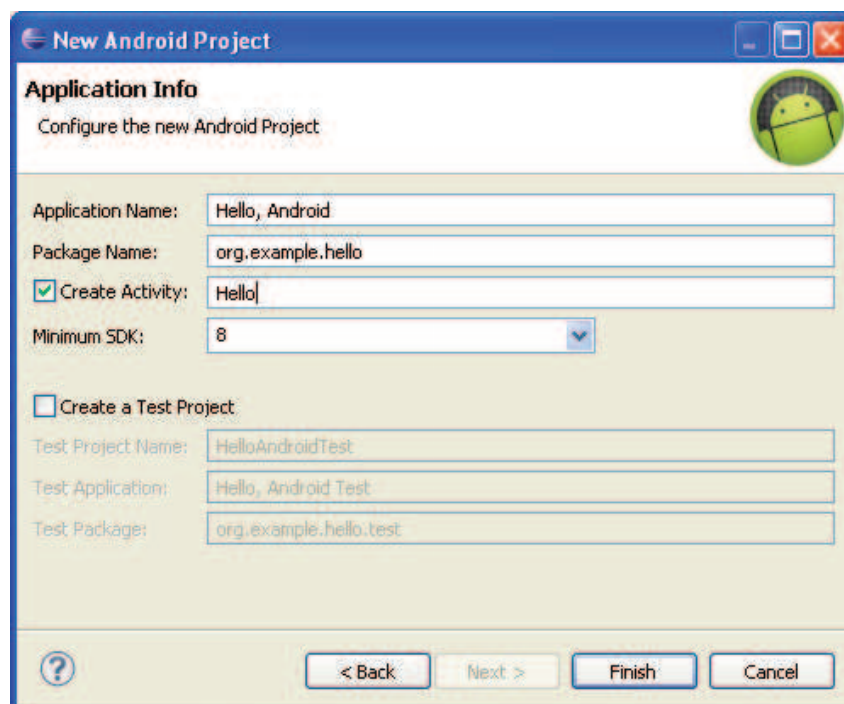 New Android Project
Application Info
Configure the new Android Project
Application Name: Hello, Android
Package Name: org.example.hello
Create Activity: Hello
Minimum SDK: 8
Create a Test Project
Test Project Name: HelloAndroidTest
Test Application: Hello, Android Test
Test Package: org.example.hello.test
? < Back Next > Finish Cancel